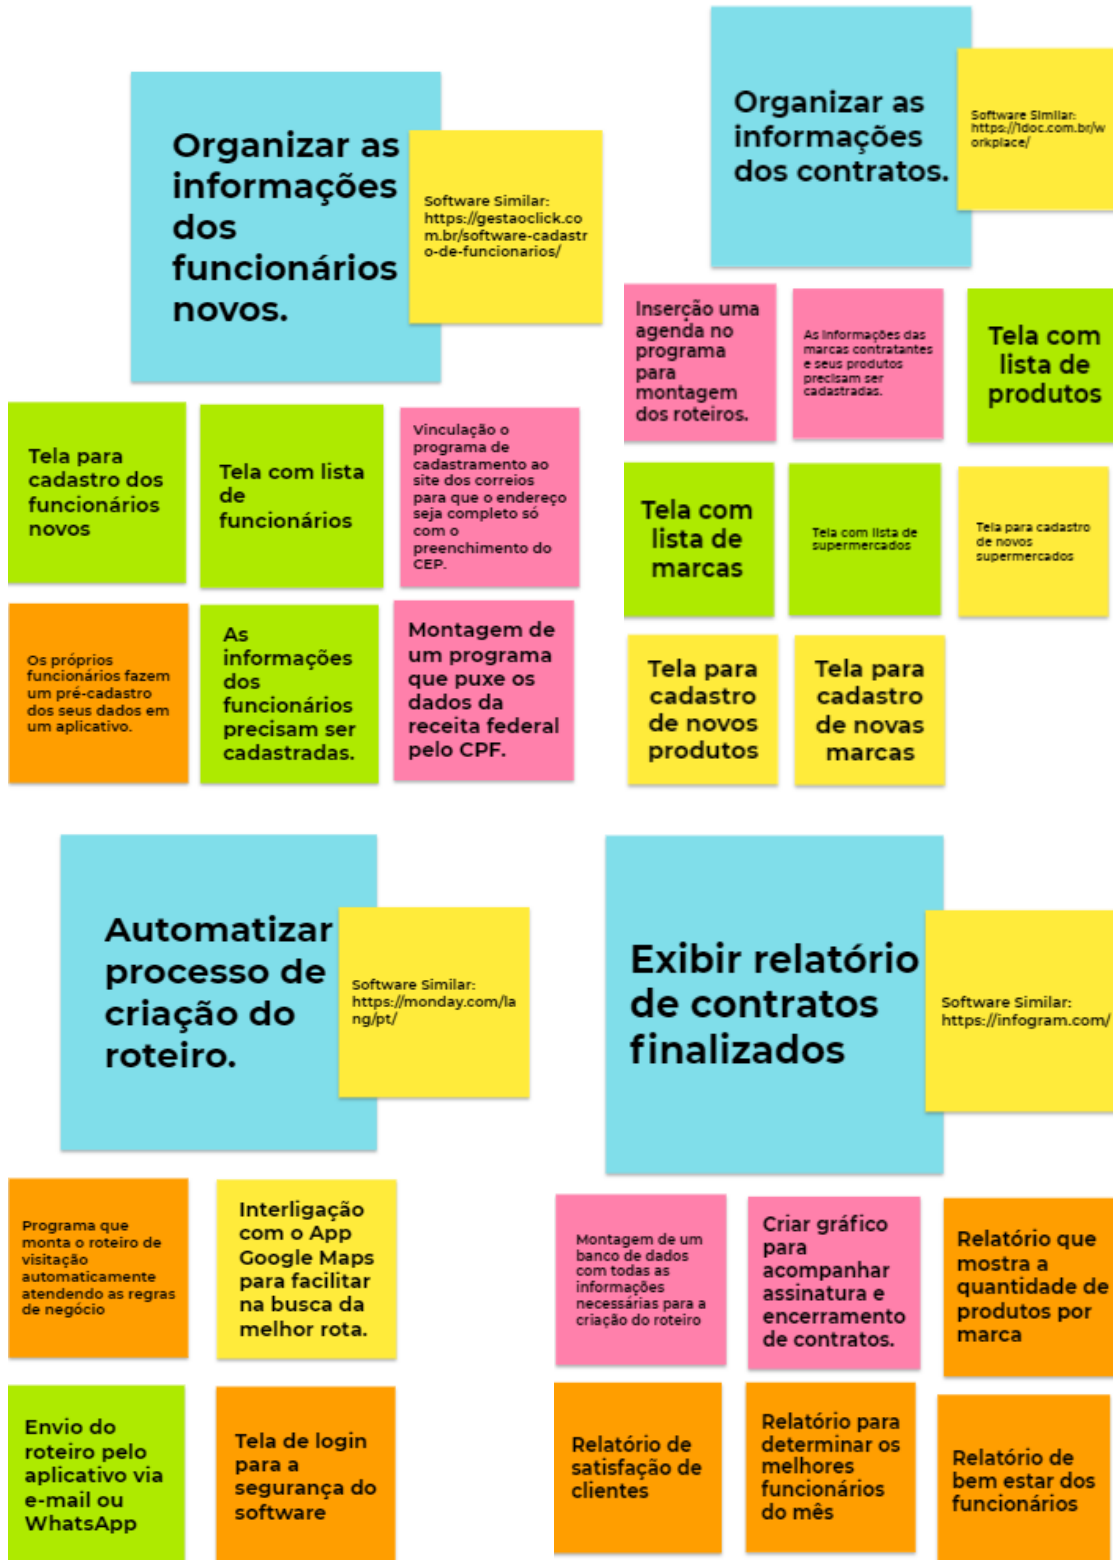 Organizar as
informações
dos
funcionários
novos.
Software Similar:
https://gestaoclick.co
m.br/software-cadastr
o-de-funcionarios/
Organizar as
informações
dos contratos.
Software Similar:
https://1doc.com.br/w
orkplace/
Tela para
cadastro dos
funcionários
novos
Tela com lista
de
funcionários
Vinculação o
programa de
cadastramento ao
site dos correios
para que o endereço
seja completo só
com o
preenchimento do
CEP.
Os próprios
funcionários fazem
um pré-cadastro
dos seus dados em
um aplicativo.
As
informações
dos
funcionários
precisam ser
cadastradas.
Montagem de
um programa
que puxe os
dados da
receita federal
pelo CPF.
Inserção uma
agenda no
programa
para
montagem
dos roteiros.
As informações das
marcas contratantes
e seus produtos
precisam ser
cadastradas.
Tela com
lista de
produtos
Tela com
lista de
marcas
Tela com lista de
supermercados
Tela para cadastro
de novos
supermercados
Tela para
cadastro
de novos
produtos
Tela para
cadastro
de novas
marcas
Automatizar
processo de
criação do
roteiro.
Software Similar:
https://monday.com/la
ng/pt/
Exibir relatório
de contratos
finalizados
Software Similar:
https://infogram.com/
Programa que
monta o roteiro de
visitação
automaticamente
atendendo as regras
de negócio
Interligação
com o App
Google Maps
para facilitar
na busca da
melhor rota.
Envio do
roteiro pelo
aplicativo via
e-mail ou
WhatsApp
Tela de login
para a
segurança do
software
Montagem de um
banco de dados
com todas as
informações
necessárias para a
criação do roteiro
Criar gráfico
para
acompanhar
assinatura e
encerramento
de contratos.
Relatório que
mostra a
quantidade de
produtos por
marca
Relatório de
satisfação de
clientes
Relatório para
determinar os
melhores
funcionários
do mês
Relatório de
bem estar dos
funcionários